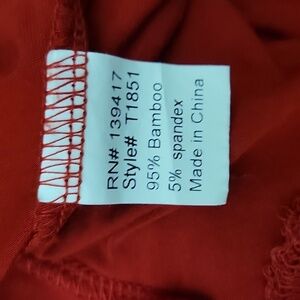 RN# 139417
Style# T1851
95% Bamboo
5% spandex
Made in China